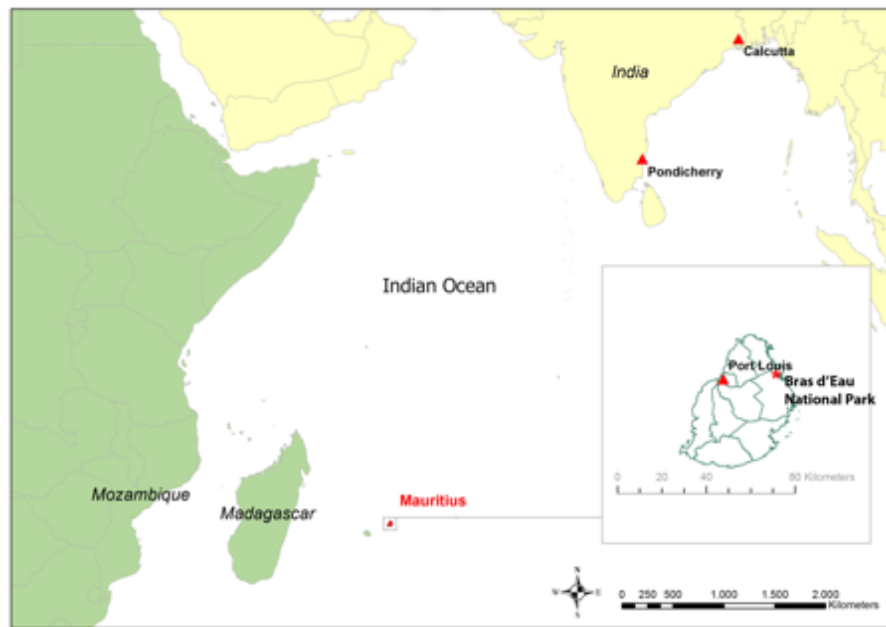 Calcutta
India
Pondicherry
Indian Ocean
Port Louis
Bras d'Eau
National Park
0 20 40 80 Kilometers
Mozambique
Madagascar
Mauritius
N
W E
S
0 250 500 1.000 1.500 2.000
Kilometers